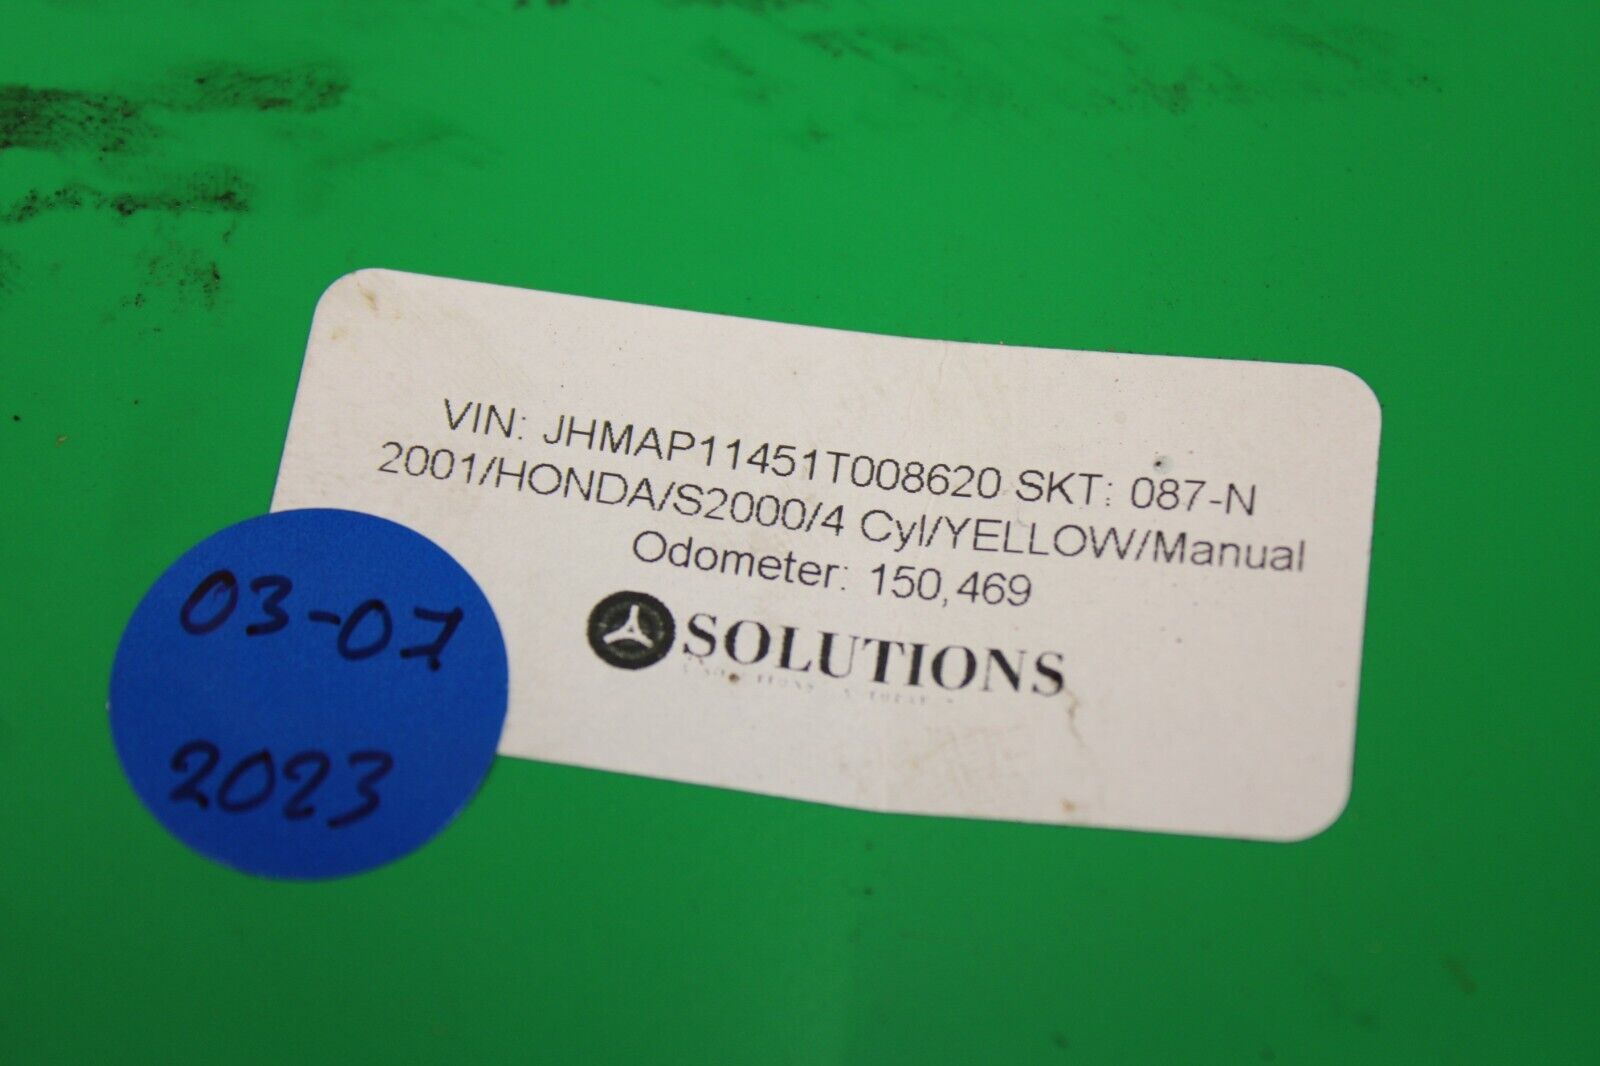 VIN: JHMAP11451T008620 SKT: 087-N
2001/HONDA/S2000/4 Cyl/YELLOW/Manual
Odometer: 150,469
SOLUTIONS
03-07
2023